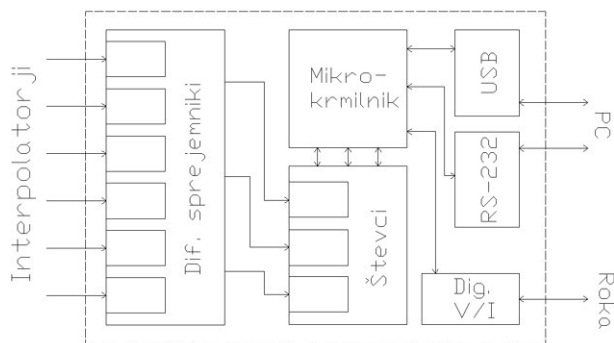 Interpolatorji
Dif. sprejemniki
Mikro-
krmilnik
Števci
USB
RS-232
Dig.
V/I
PC
Roka